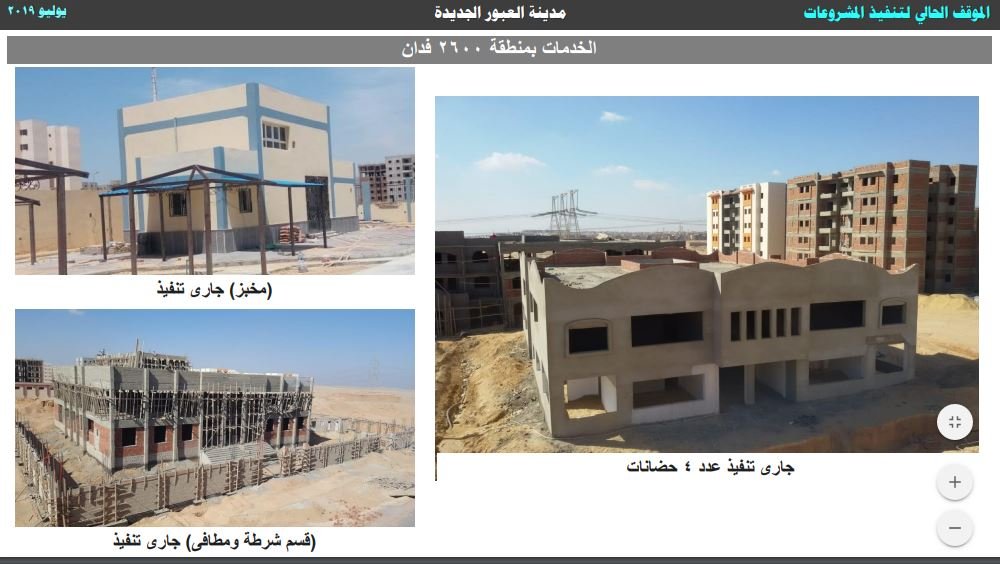 الموقف الحالي لتنفيذ المشروعات
مدينة العبور الجديدة
يوليو ٢٠١٩
الخدمات بمنطقة ٢٦٠٠ فدان
(مخبز) جارى تنفيذ
جارى تنفيذ عدد ٤ حضانات
(قسم شرطة ومطافى) جارى تنفيذ